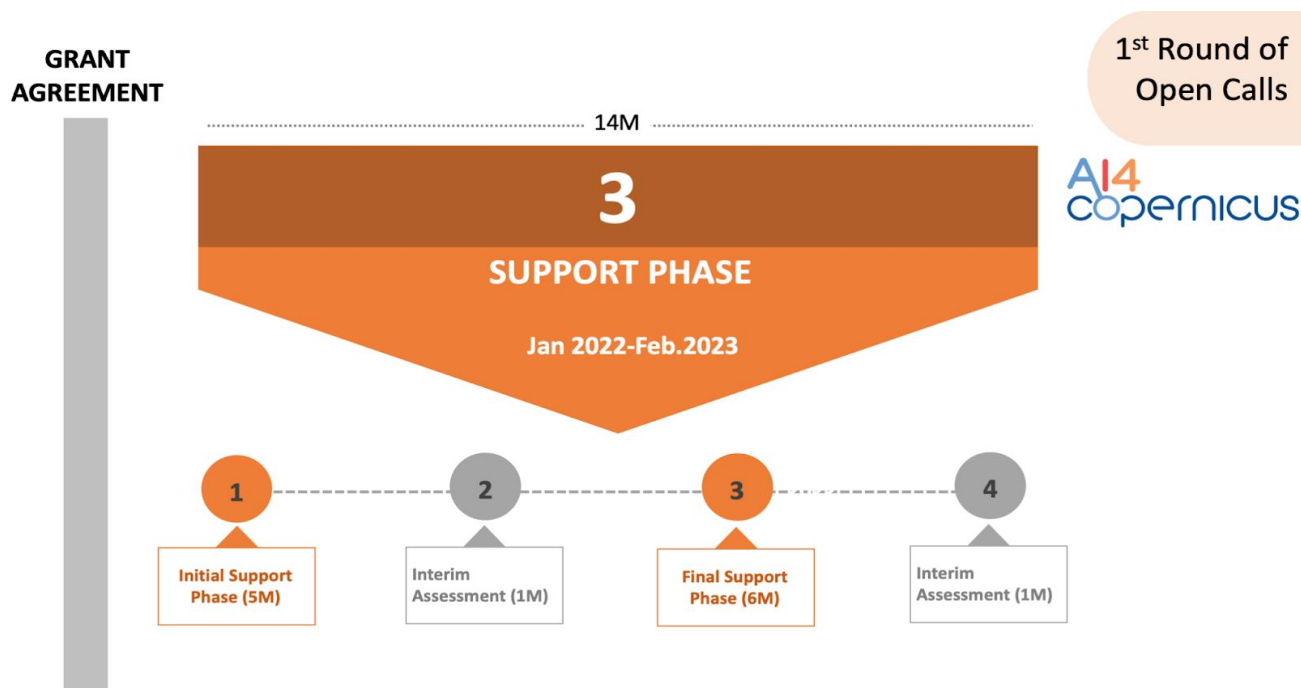 GRANT
AGREEMENT
1st Round of
Open Calls
14M
AI4
copernicus
3
SUPPORT PHASE
Jan 2022-Feb.2023
1
2
3
4
Initial Support
Phase (5M)
Interim
Assessment (1M)
Final Support
Phase (6M)
Interim
Assessment (1M)